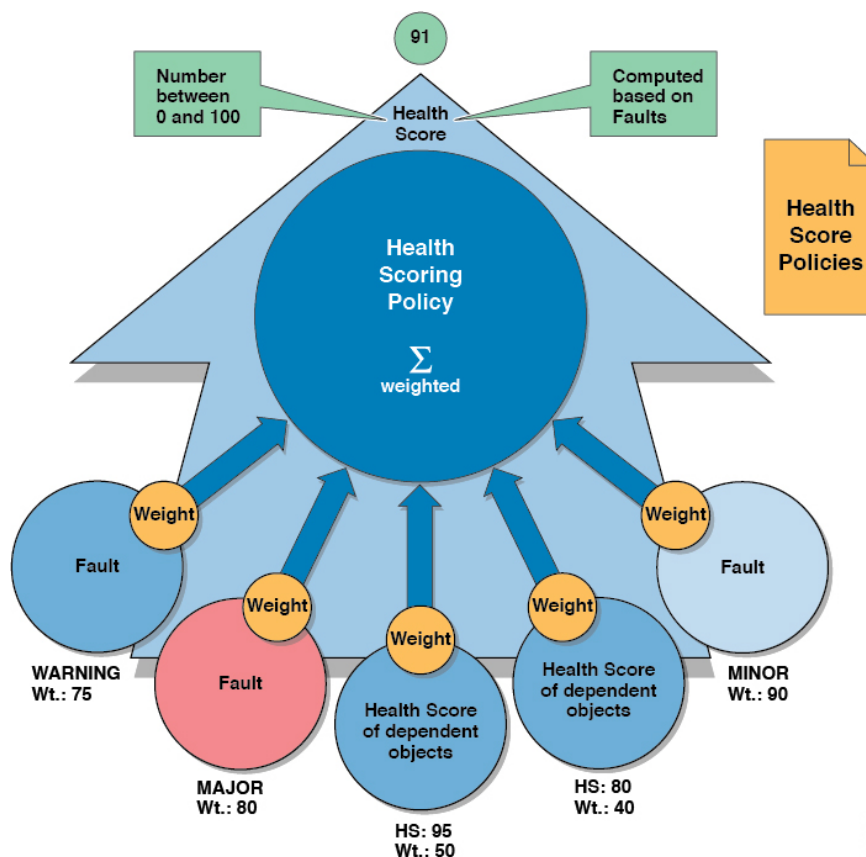 91
Number
between
0 and 100
Health
Score
Computed
based on
Faults
Health
Score
Policies
Health
Scoring
Policy
Σ
weighted
Weight
Fault
WARNING
Wt.: 75
Weight
Fault
MAJOR
Wt.: 80
Weight
Health Score
of dependent
objects
HS: 95
Wt.: 50
Weight
Health Score
of dependent
objects
HS: 80
Wt.: 40
Weight
Fault
MINOR
Wt.: 90